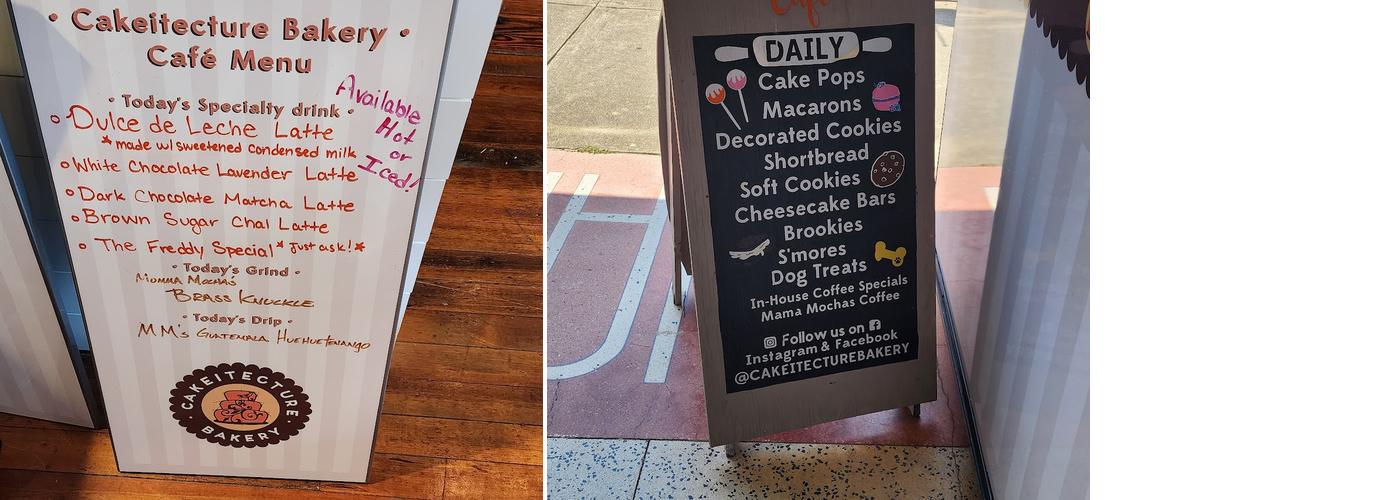 • Cakeitecture Bakery •
Café Menu
• Today's Specialty drink •
Available
Hot
or
Iced!
° Dulce de Leche Latte
*made w/sweetened condensed milk
° White Chocolate Lavender Latte
° Dark Chocolate Matcha Latte
° Brown Sugar Chai Latte
° The Freddy Special * Just ask! *
• Today's Grind •
Momma Mocha's
Brass Knuckle
• Today's Drip •
MM's Guatemala Huehuetenango
CAKEITECTURE
• BAKERY •
Café
DAILY
Cake Pops
Macarons
Decorated Cookies
Shortbread
Soft Cookies
Cheesecake Bars
Brookies
S'mores
Dog Treats
In-House Coffee Specials
Mama Mochas Coffee
Follow us on
Instagram & Facebook
@CAKEITECTUREBAKERY